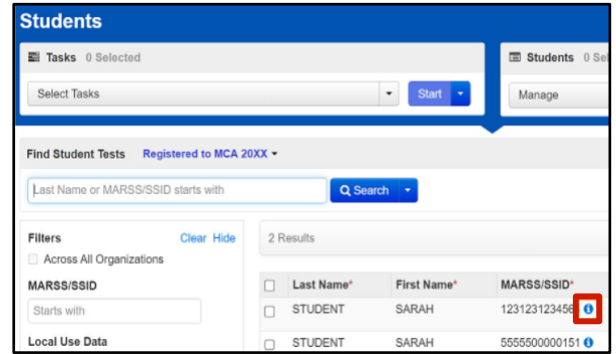 Students
Tasks 0 Selected
Students 0 Sel
Select Tasks
Start
Manage
Find Student Tests Registered to MCA 20XX
Last Name or MARSS/SSID starts with
Search
Filters Clear Hide
Across All Organizations
2 Results
MARSS/SSID
Starts with
Local Use Data
Last Name* First Name* MARSS/SSID*
STUDENT SARAH 123123123456
STUDENT SARAH 5555500000151